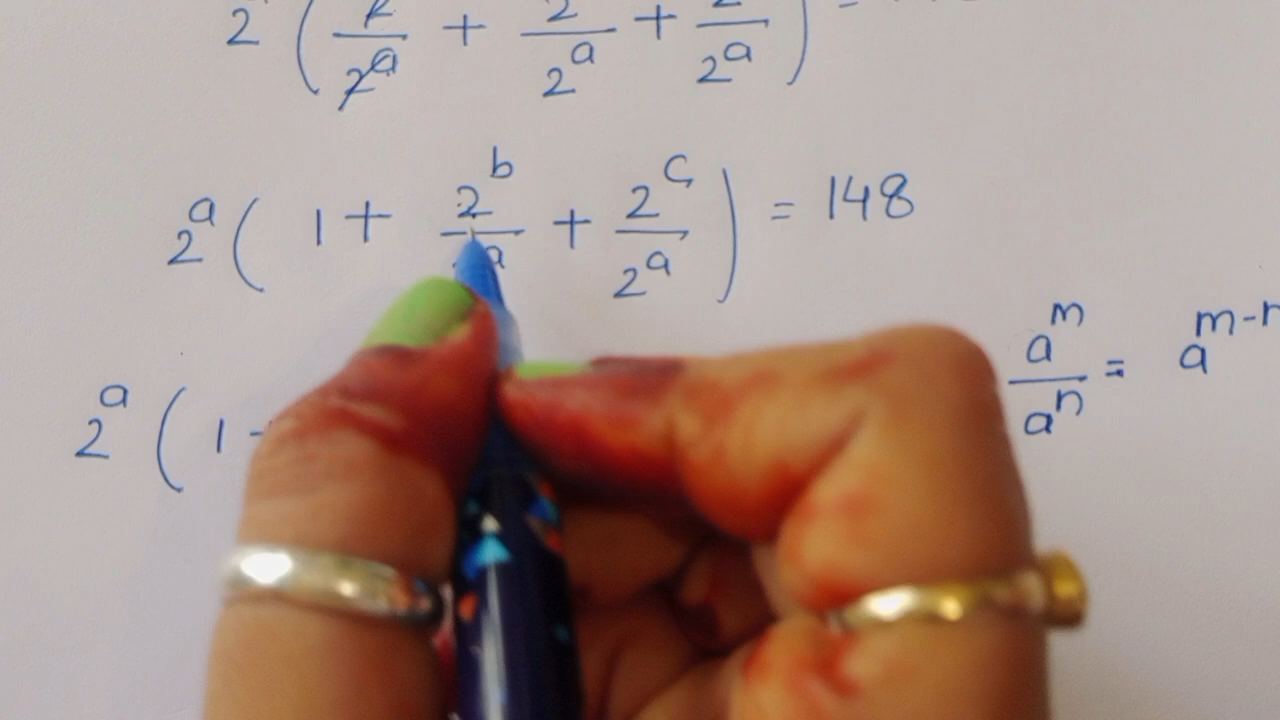 2 ( 2/2^a + 2/2^a + 2/2^a ) =
2^a ( 1 + 2^b/2^a + 2^c/2^a ) = 148
a^m/a^n = a^m-n
2^a ( 1